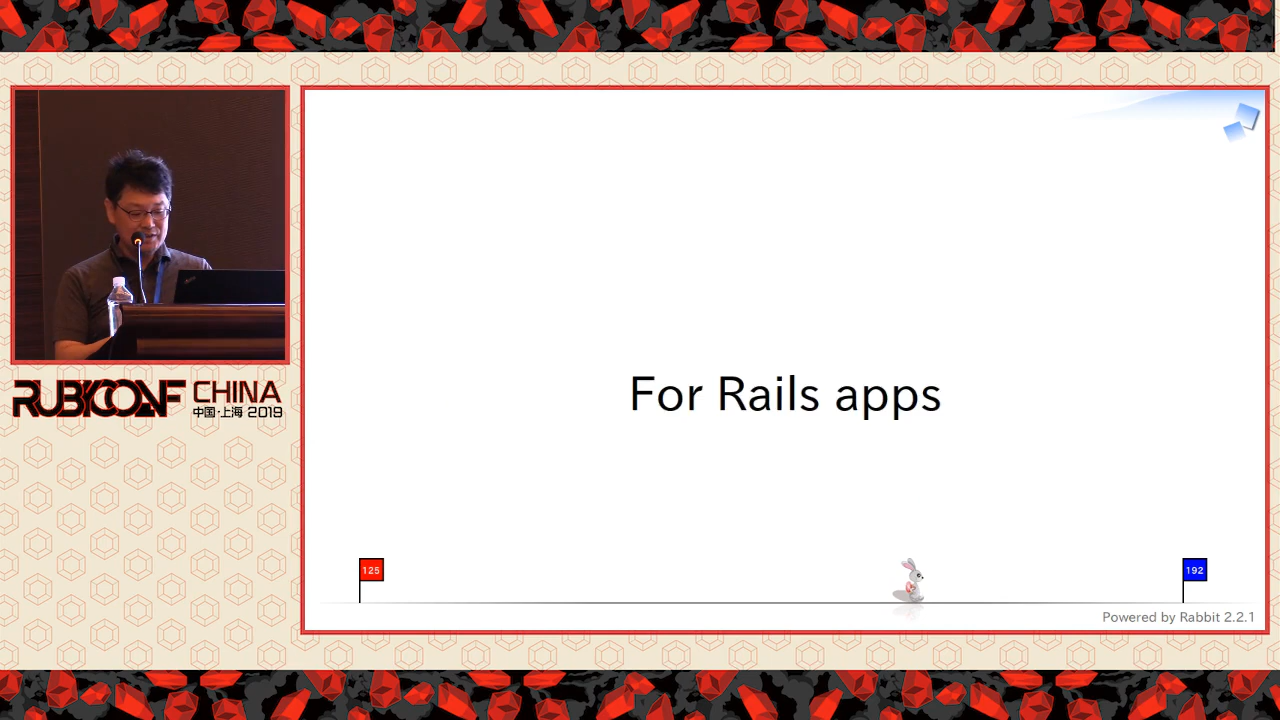 For Rails apps
125
192
Powered by Rabbit 2.2.1
RUBYCONF CHINA
中国·上海 2019